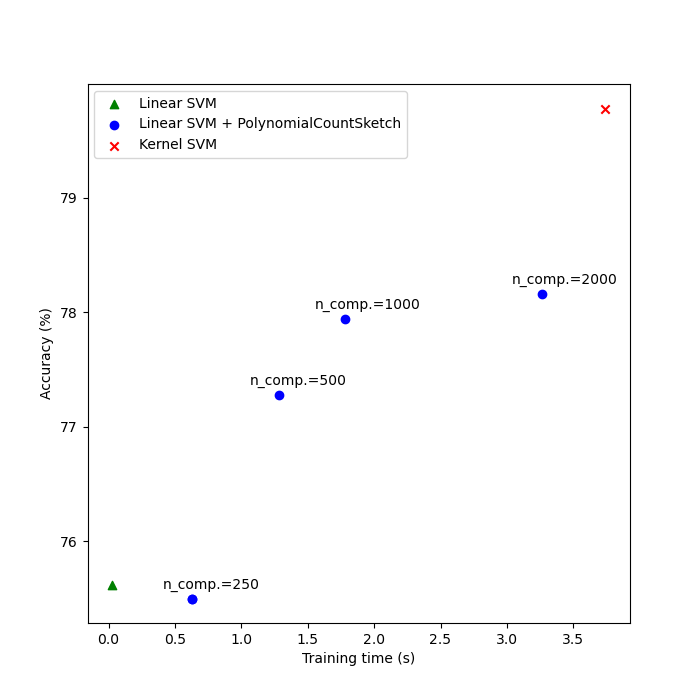 Linear SVM
Linear SVM + PolynomialCountSketch
Kernel SVM
79
n_comp.=2000
78
n_comp.=1000
Accuracy (%)
n_comp.=500
77
76
n_comp.=250
0.0 0.5 1.0 1.5 2.0 2.5 3.0 3.5
Training time (s)